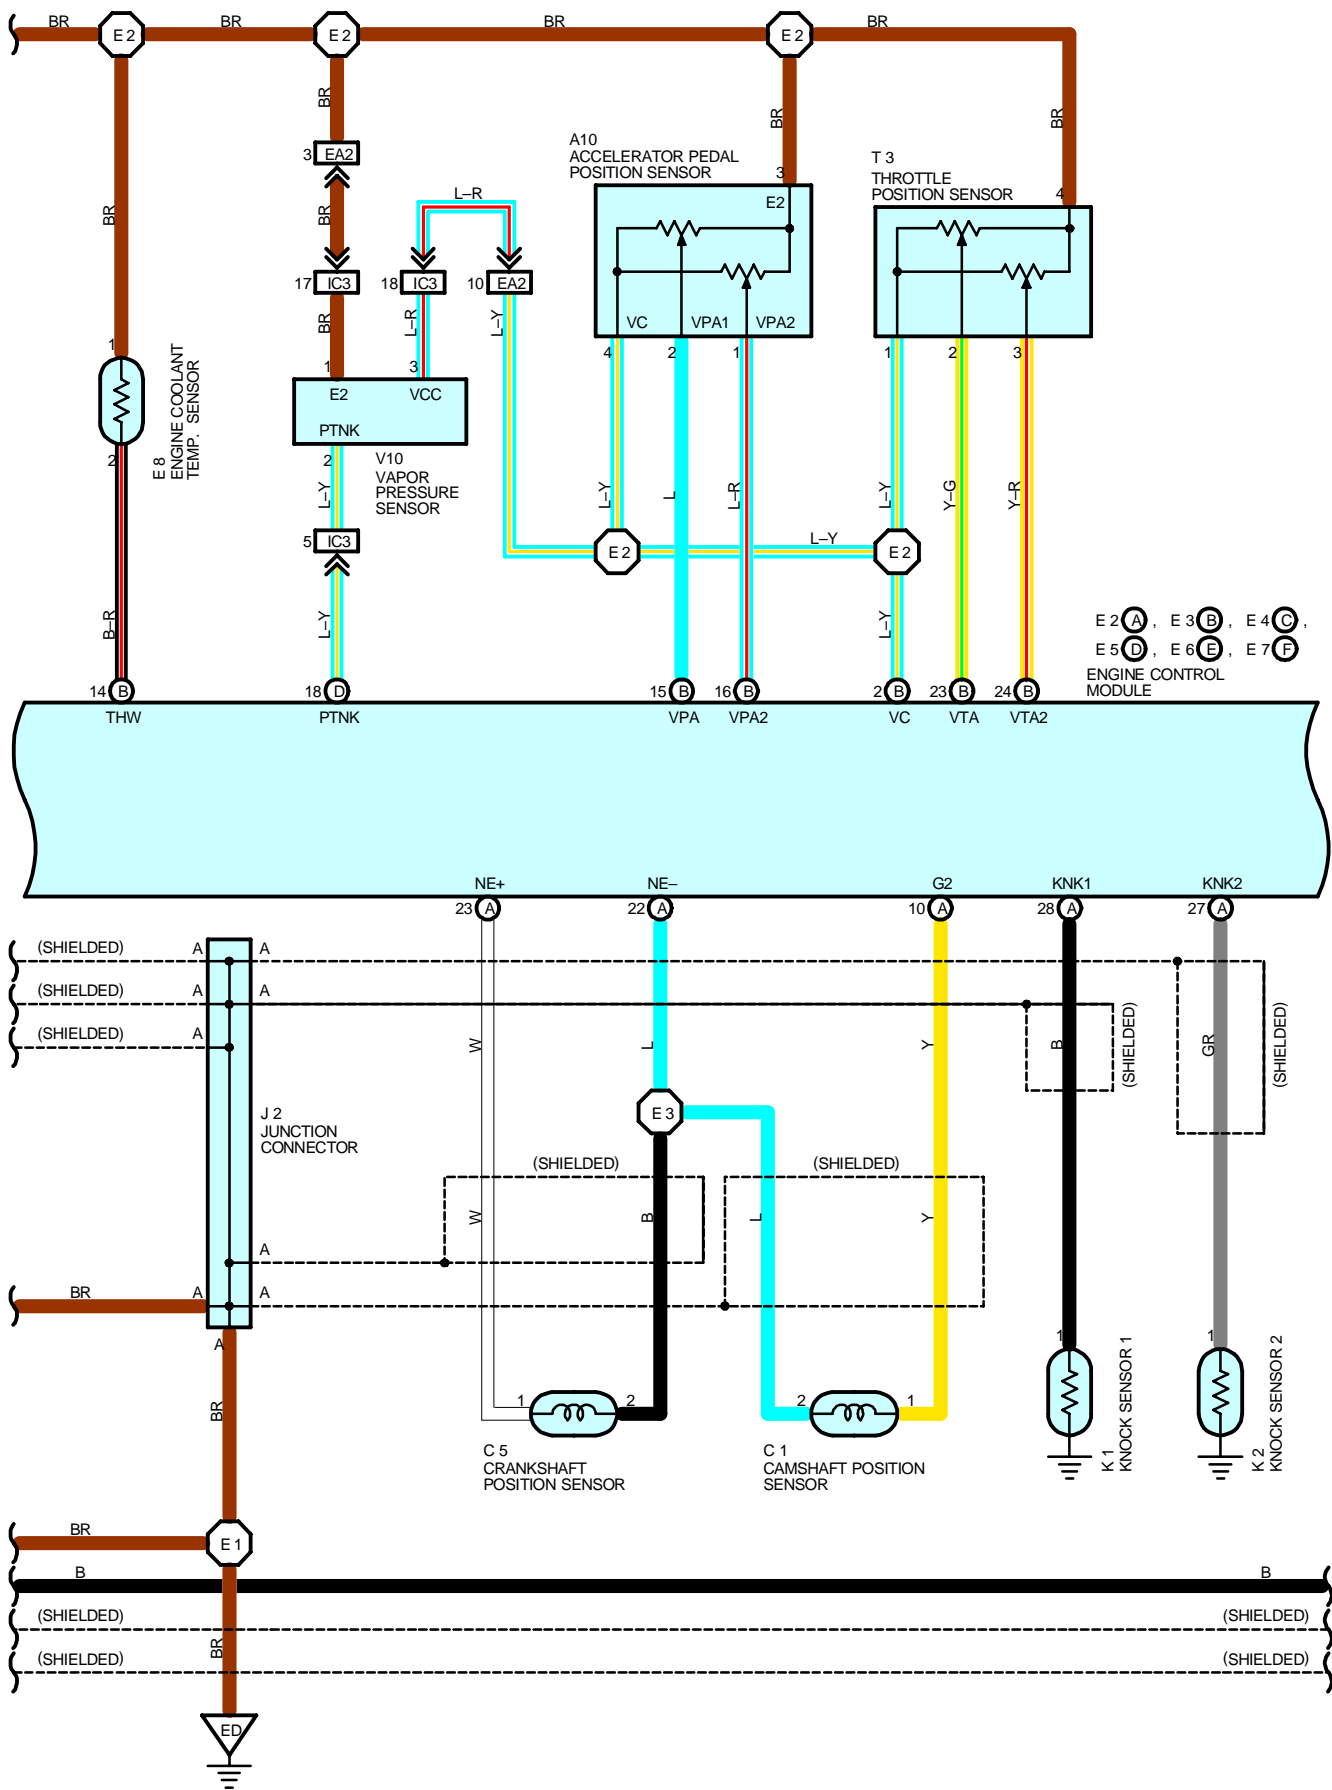 BR BR BR BR
E 2 E 2 E 2
BR BR BR
A10
ACCELERATOR PEDAL
POSITION SENSOR
T 3
THROTTLE
POSITION SENSOR
3 EA2
3
4
L–R
E2
BR
BR
17 IC3 18 IC3 10 EA2
BR L–R L–Y
VC VPA1 VPA2
1 1 3 4 2 1 1 2 3
E2 VCC
PTNK
E 8
ENGINE COOLANT
TEMP. SENSOR
2 2
V10
VAPOR
PRESSURE
SENSOR
L–Y L–Y L L–R L–Y Y–G Y–R
5 IC3
E 2 L–Y E 2
B–R L–Y L–Y
E 2 A , E 3 B , E 4 C ,
E 5 D , E 6 E , E 7 F
ENGINE CONTROL
MODULE
14 B 18 D 15 B 16 B 2 B 23 B 24 B
THW PTNK VPA VPA2 VC VTA VTA2
NE+ NE– G2 KNK1 KNK2
23 A 22 A 10 A 28 A 27 A
(SHIELDED) A A
(SHIELDED) A A
(SHIELDED) A
W L Y B GR
(SHIELDED) (SHIELDED)
J 2
JUNCTION
CONNECTOR
E 3
(SHIELDED) (SHIELDED)
W B L Y
A
BR A A
A
BR
1 2 2 1
1 1
C 5
CRANKSHAFT
POSITION SENSOR
C 1
CAMSHAFT POSITION
SENSOR
K 1
KNOCK SENSOR 1
K 2
KNOCK SENSOR 2
BR E 1
B B
(SHIELDED) (SHIELDED)
BR
(SHIELDED) (SHIELDED)
ED